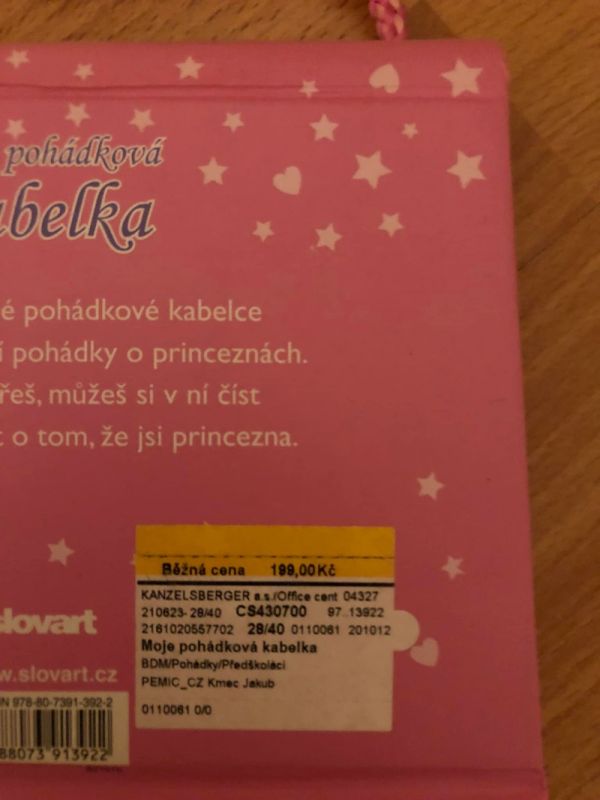 pohádková
abelka
é pohádkové kabelce
í pohádky o princeznách.
řeš, můžeš si v ní číst
t o tom, že jsi princezna.
Běžná cena 199,00Kč
KANZELSBERGER a.s./Office cent 04327
210623- 28/40 CS430700 97..13922
2161020557702 28/40 0110061 201012
Moje pohádková kabelka
BDM/Pohádky/Předškoláci
PEMIC_CZ Kmec Jakub
0110061 0/0
slovart
w.slovart.cz
N 978-80-7391-392-2
88073 913922